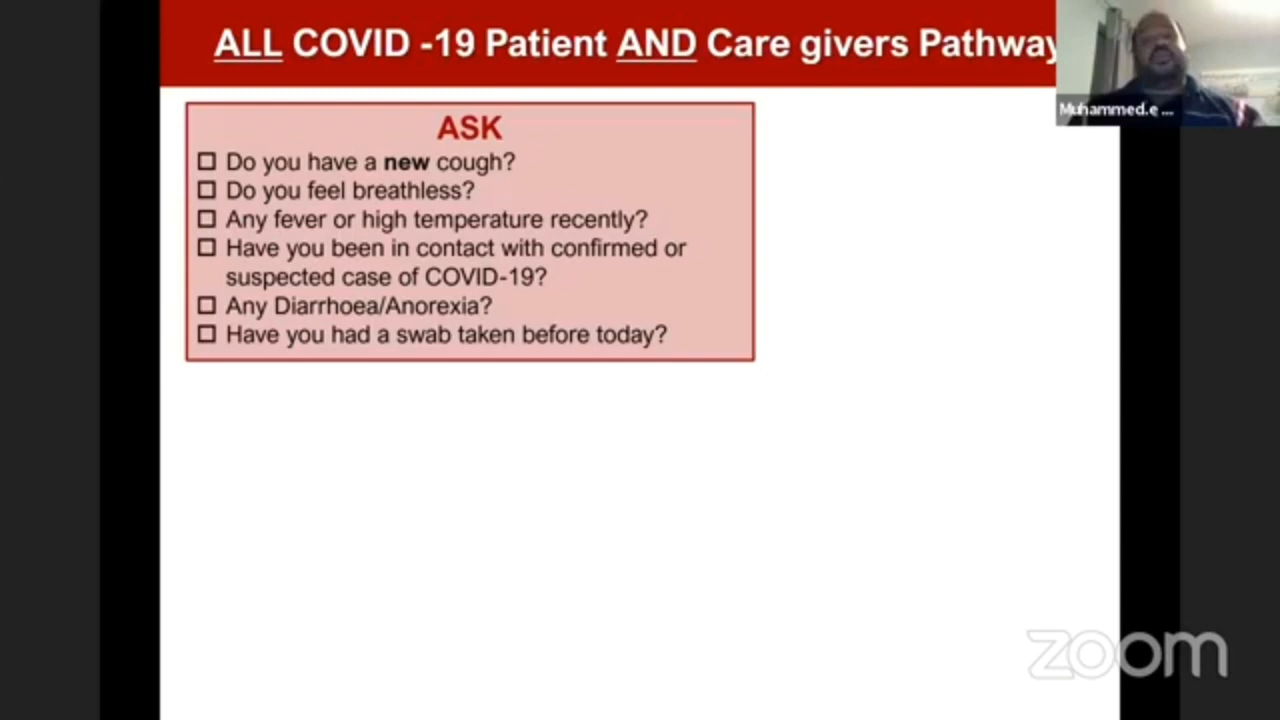 ALL COVID -19 Patient AND Care givers Pathway
Muhammed.e ...
ASK
Do you have a new cough?
Do you feel breathless?
Any fever or high temperature recently?
Have you been in contact with confirmed or
suspected case of COVID-19?
Any Diarrhoea/Anorexia?
Have you had a swab taken before today?
zoom